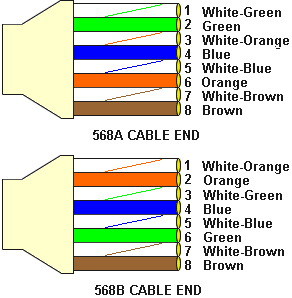 1 White-Green
2 Green
3 White-Orange
4 Blue
5 White-Blue
6 Orange
7 White-Brown
8 Brown
568A CABLE END
1 White-Orange
2 Orange
3 White-Green
4 Blue
5 White-Blue
6 Green
7 White-Brown
8 Brown
568B CABLE END